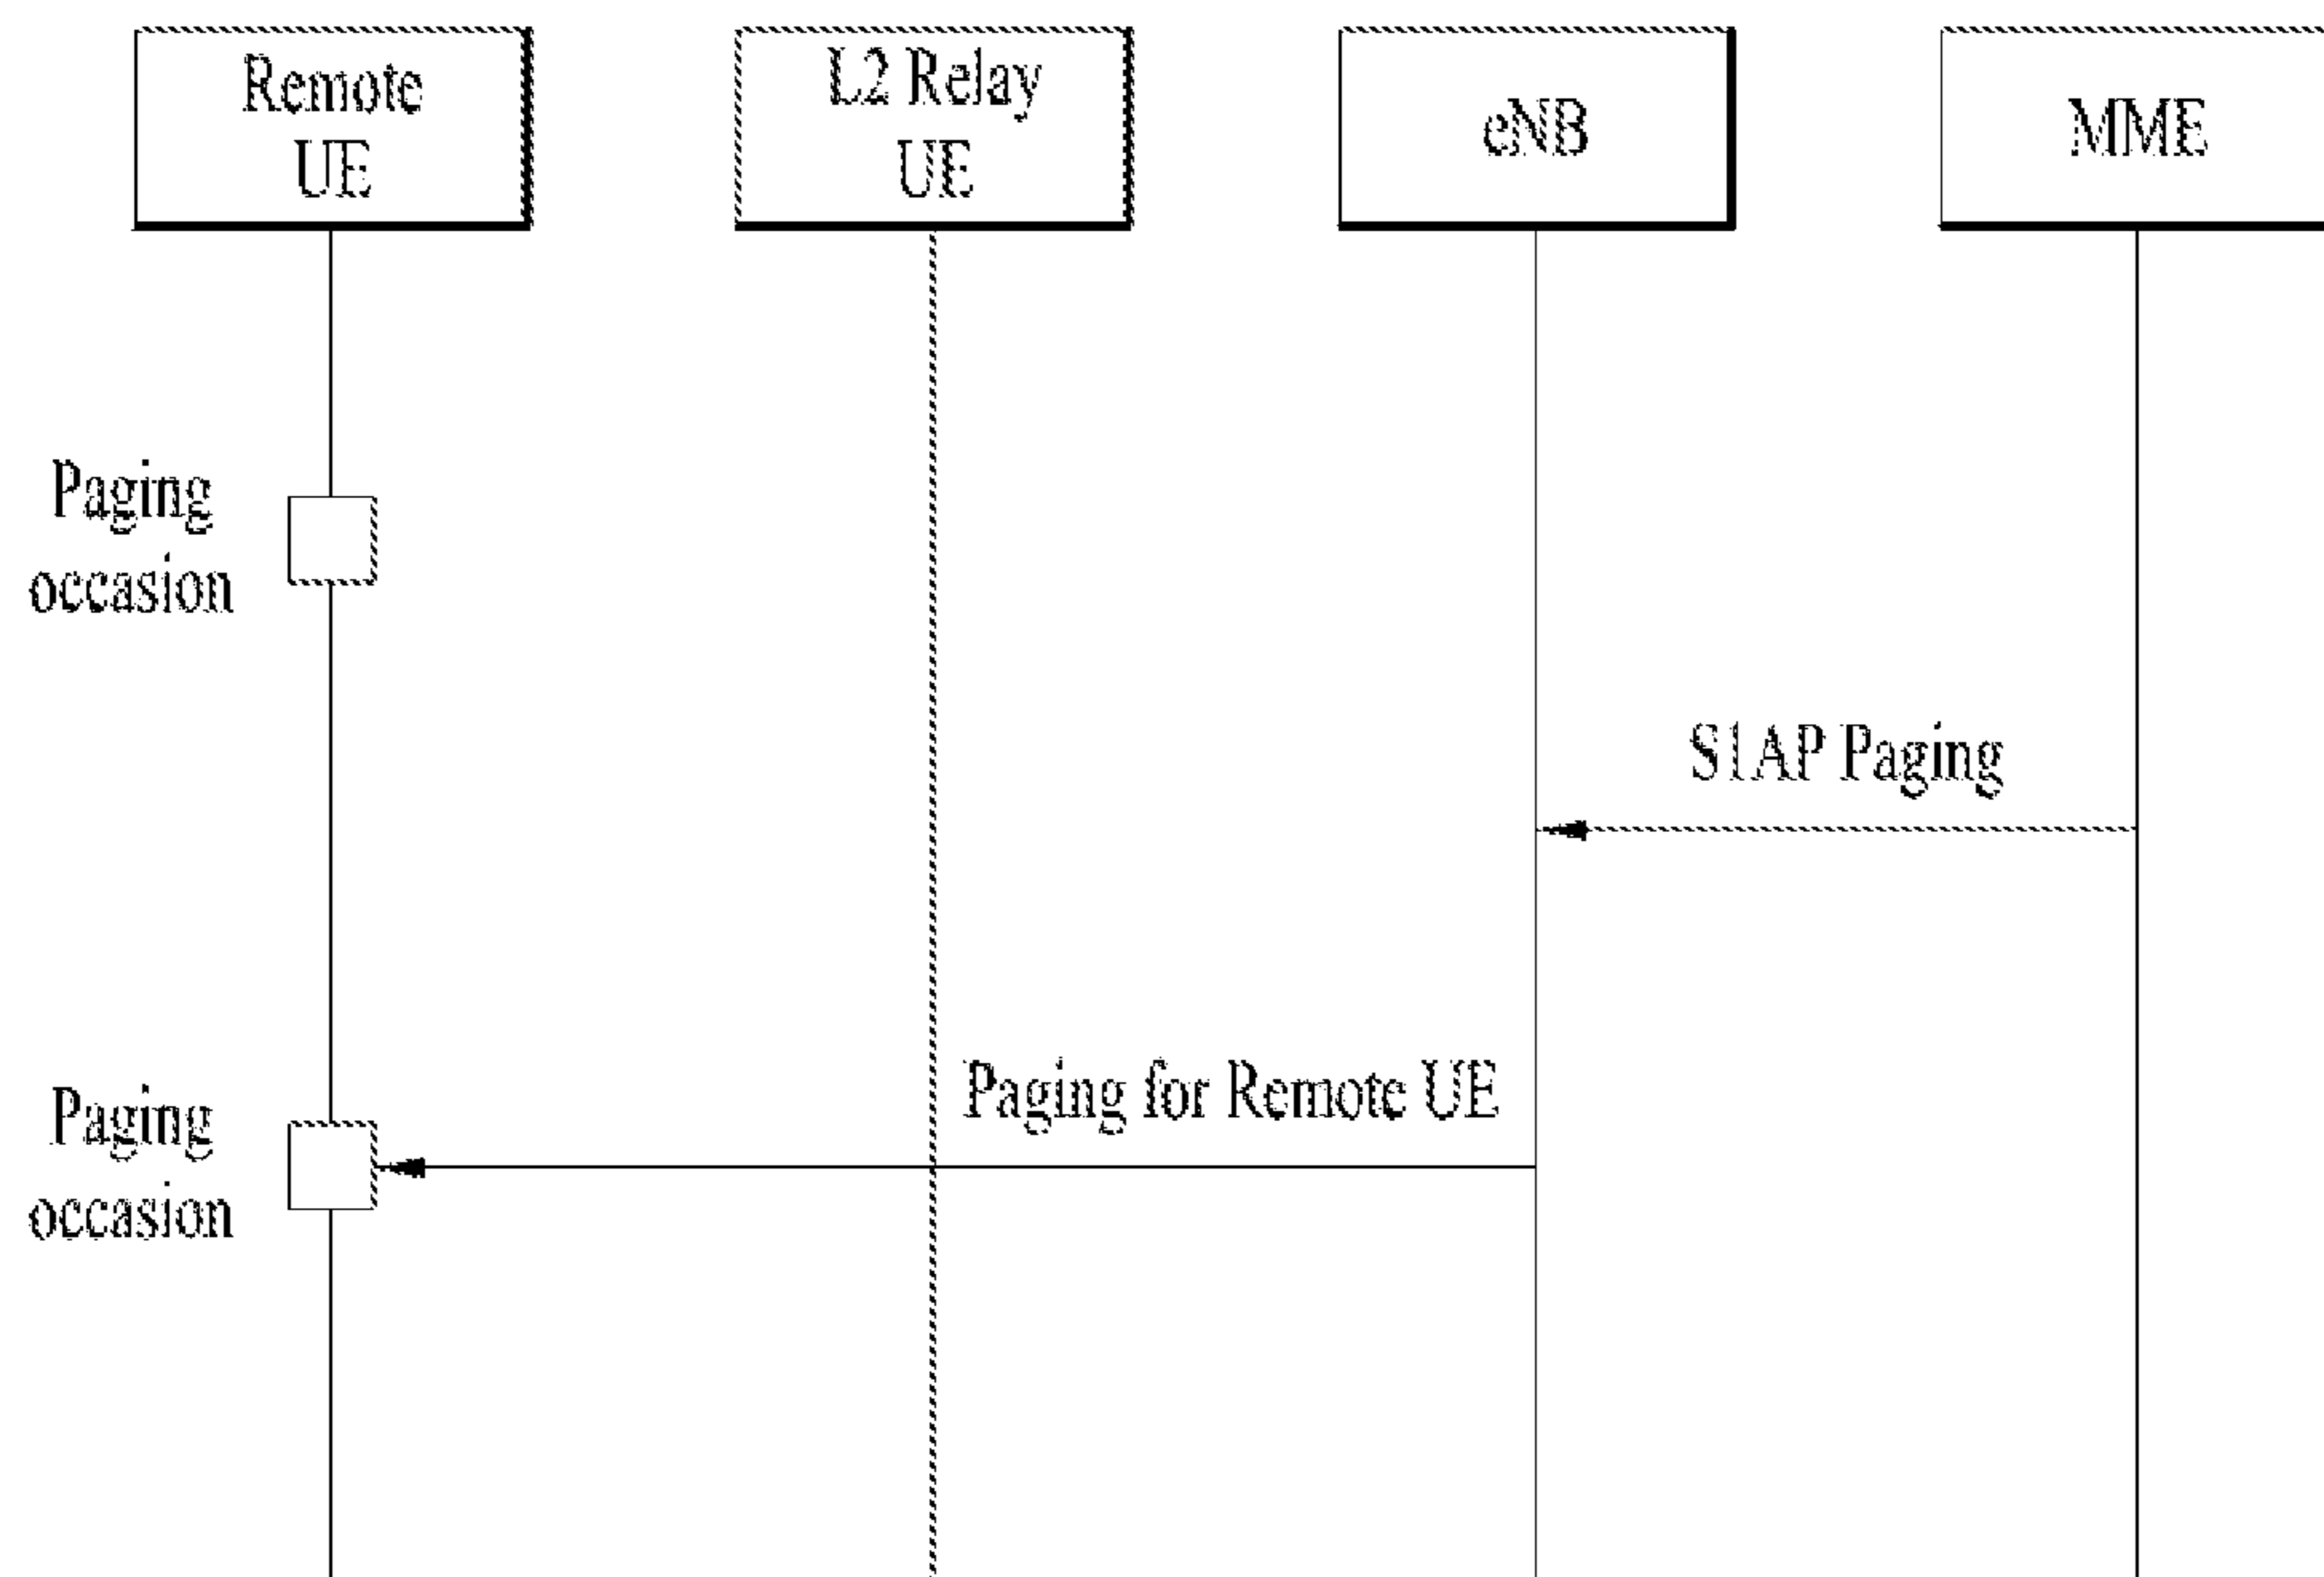 Remote
UE
L2 Relay
UE
eNB
MME
Paging
occasion
S1AP Paging
Paging for Remote UE
Paging
occasion